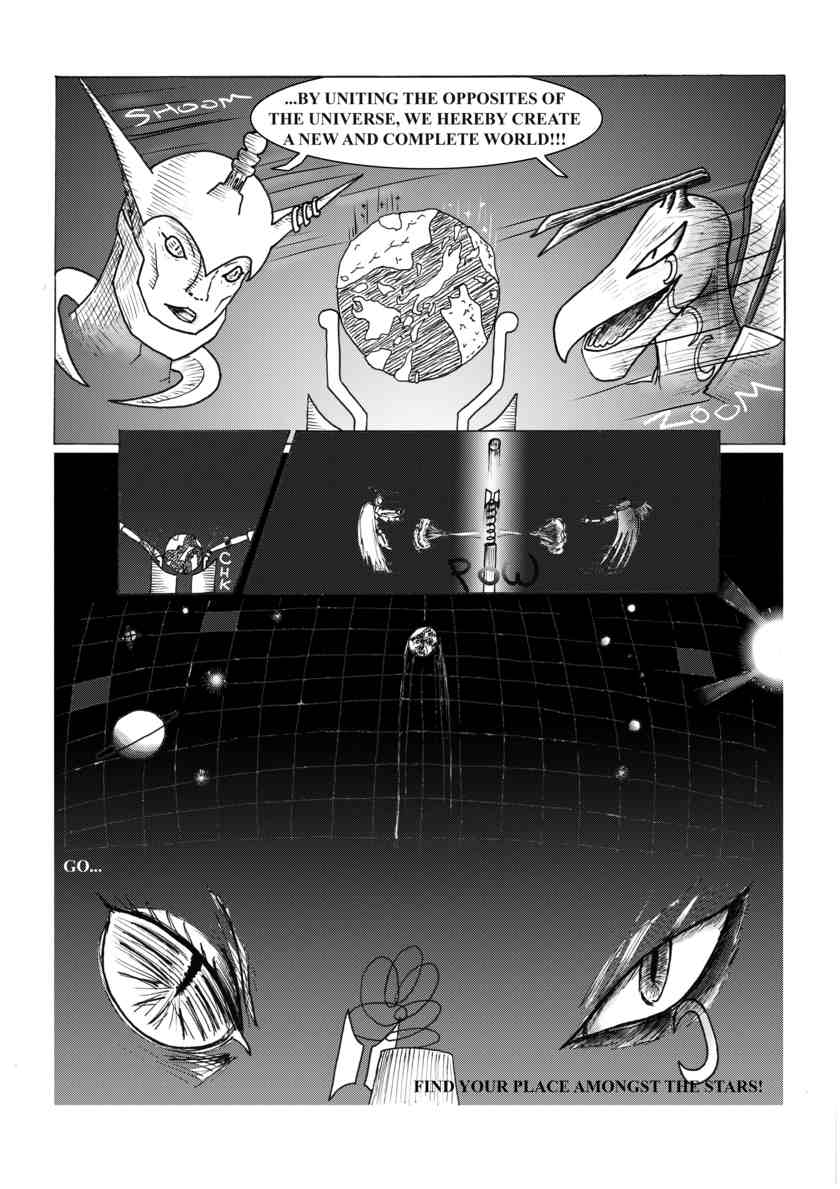 SHOOM
...BY UNITING THE OPPOSITES OF
THE UNIVERSE, WE HEREBY CREATE
A NEW AND COMPLETE WORLD!!!
ZOOM
CHK
POW
GO...
FIND YOUR PLACE AMONGST THE STARS!